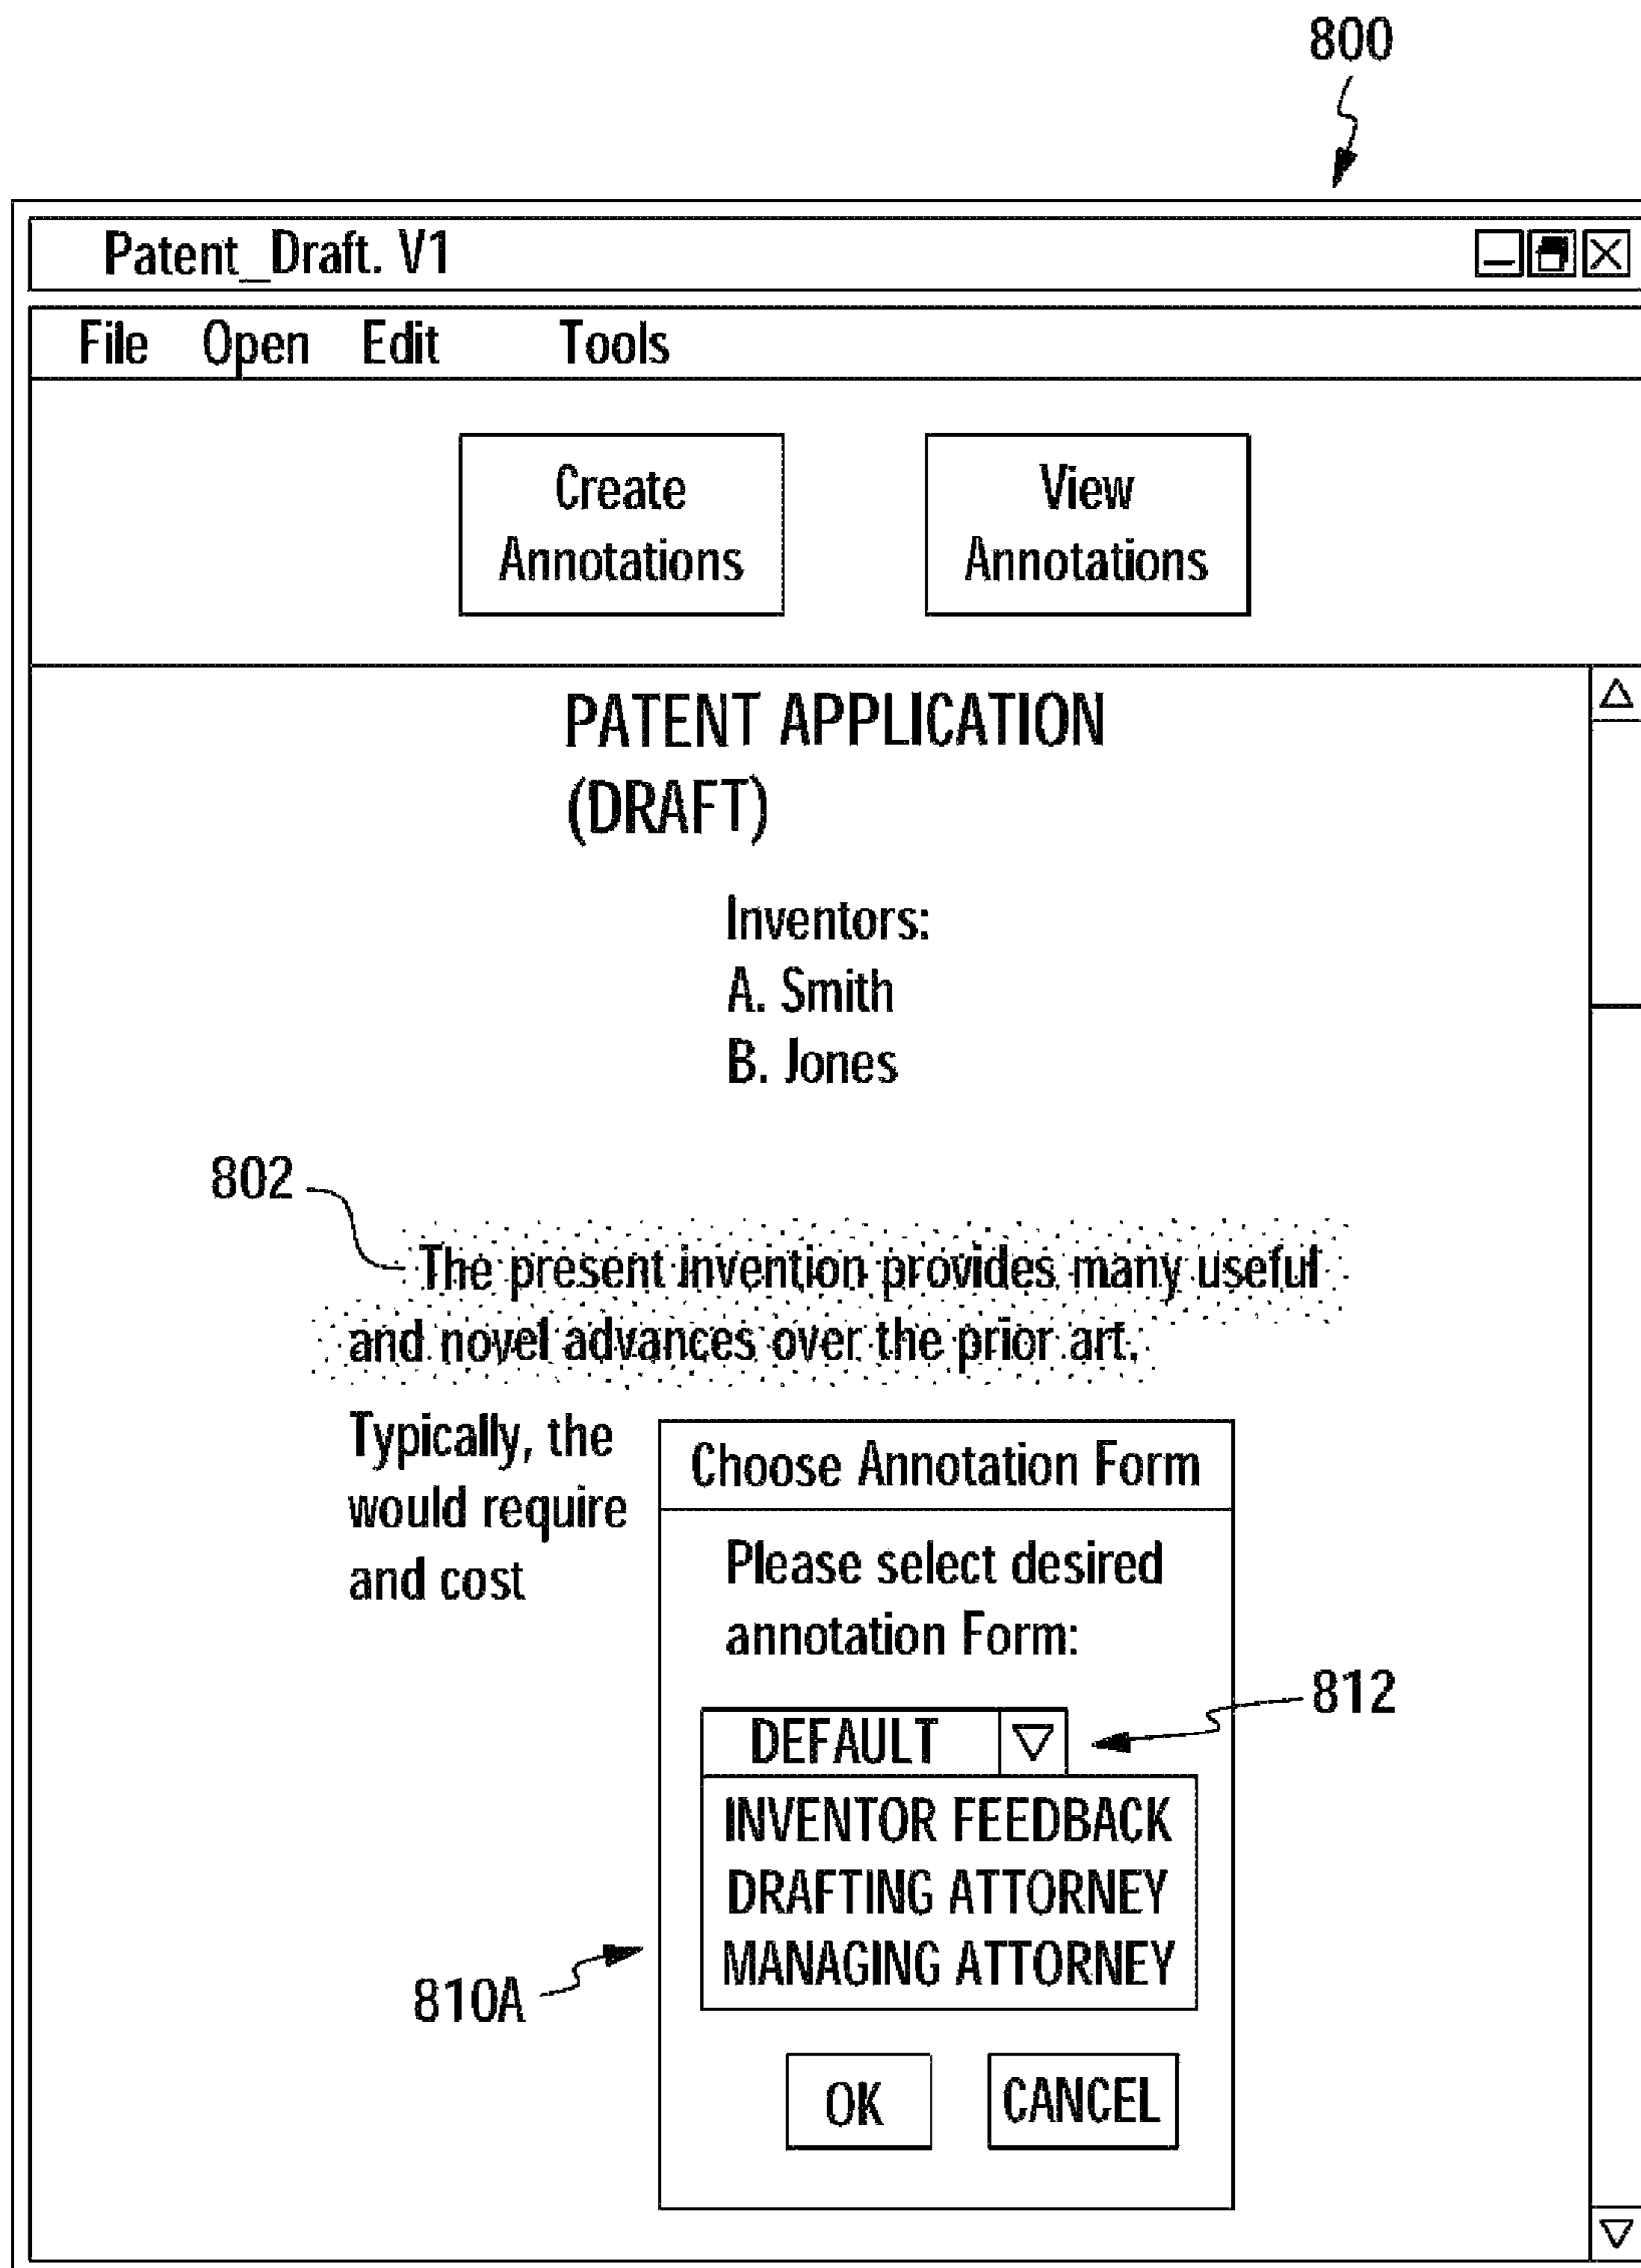 800
Patent_Draft. V1
File Open Edit Tools
Create
Annotations
View
Annotations
PATENT APPLICATION
(DRAFT)
Inventors:
A. Smith
B. Jones
802
The present invention provides many useful
and novel advances over the prior art.
Typically, the
would require
and cost
Choose Annotation Form
Please select desired
annotation Form:
812
DEFAULT
INVENTOR FEEDBACK
DRAFTING ATTORNEY
MANAGING ATTORNEY
810A
OK CANCEL